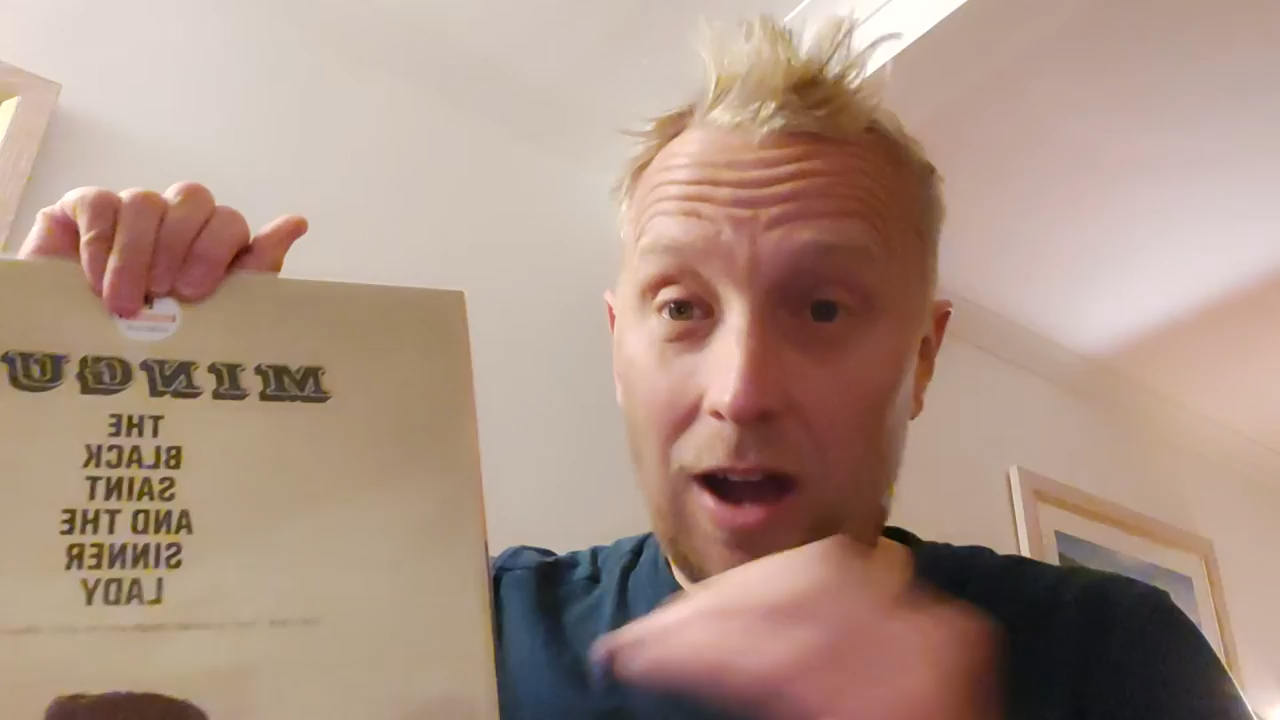 MINGU
THE
BLACK
SAINT
AND THE
SINNER
LADY